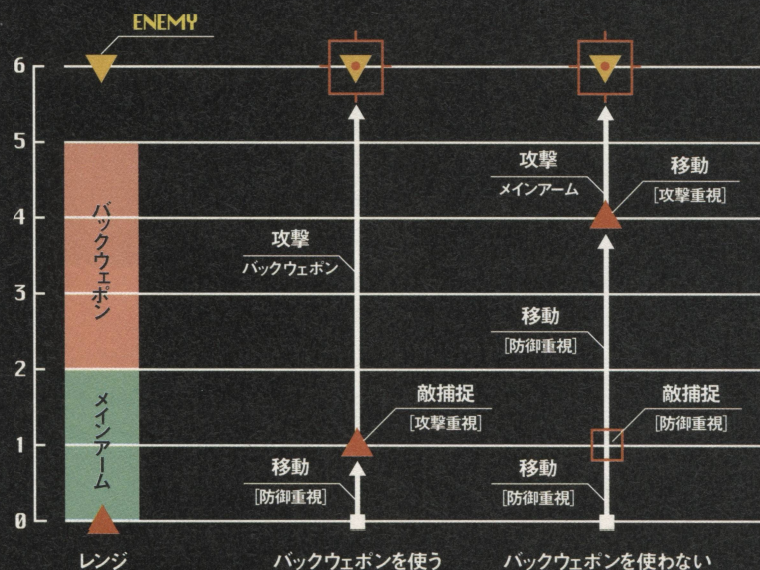 ENEMY
6
5
4
3
2
1
0
バックウェポン
メインアーム
レンジ
攻撃
バックウェポン
敵捕捉
[攻撃重視]
移動
[防御重視]
バックウェポンを使う
攻撃
メインアーム
移動
[攻撃重視]
移動
[防御重視]
敵捕捉
[防御重視]
移動
[防御重視]
バックウェポンを使わない